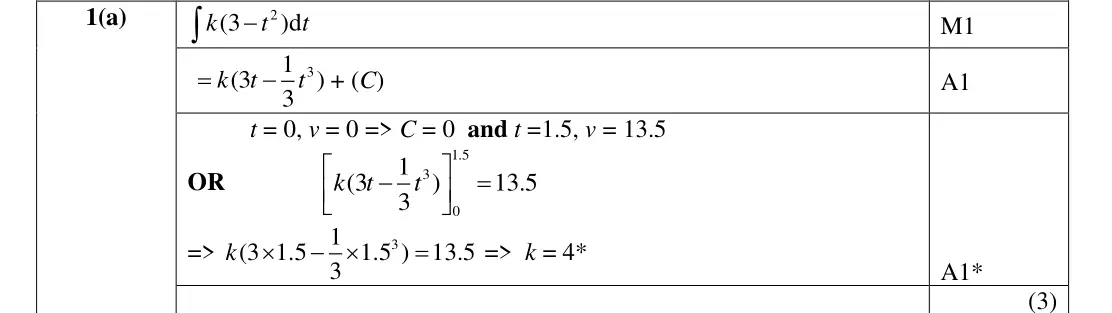 1(a) ∫k(3−t²)dt M1
=k(3t−1/3 t³) + (C) A1
t = 0, v = 0 => C = 0 and t =1.5, v = 13.5
OR [k(3t−1/3 t³)]₀^1.5 =13.5
=> k(3×1.5−1/3×1.5³)=13.5 => k = 4* A1*
(3)